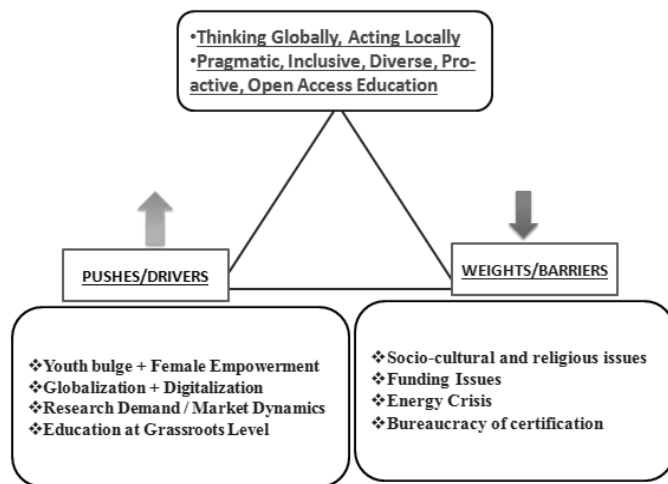 •Thinking Globally, Acting Locally
•Pragmatic, Inclusive, Diverse, Pro-
active, Open Access Education
PUSHES/DRIVERS
❖Youth bulge + Female Empowerment
❖Globalization + Digitalization
❖Research Demand / Market Dynamics
❖Education at Grassroots Level
WEIGHTS/BARRIERS
❖Socio-cultural and religious issues
❖Funding Issues
❖Energy Crisis
❖Bureaucracy of certification